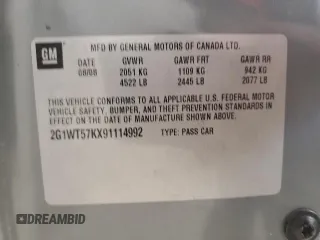 GM
MFD BY GENERAL MOTORS OF CANADA LTD.
DATE GVWR GAWR FRT GAWR RR
08/08 2051 KG 1109 KG 942 KG
4522 LB 2445 LB 2077 LB
THIS VEHICLE CONFORMS TO ALL APPLICABLE U.S. FEDERAL MOTOR
VEHICLE SAFETY, BUMPER, AND THEFT PREVENTION STANDARDS IN
EFFECT ON THE DATE OF MANUFACTURE SHOWN ABOVE.
2G1WT57KX91114992 TYPE: PASS CAR
DREAMBID